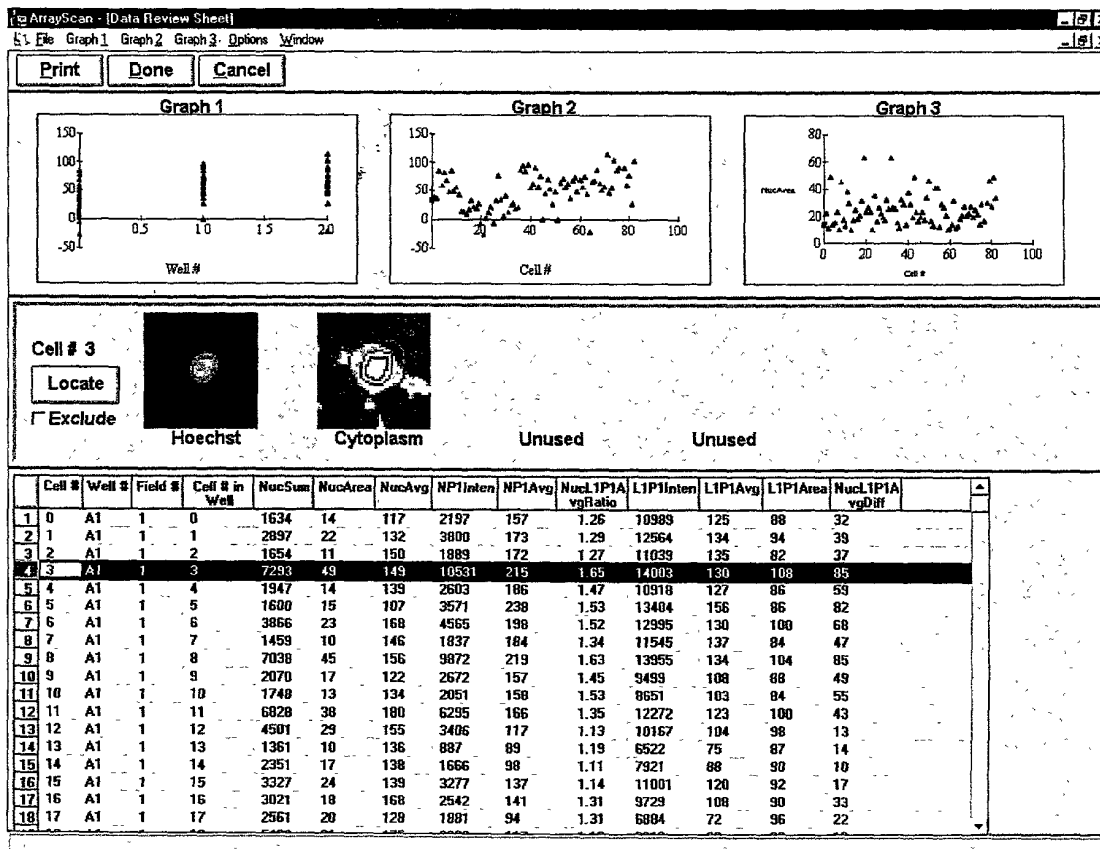 ArrayScan - [Data Review Sheet]
File Graph 1 Graph 2 Graph 3 Options Window
Print Done Cancel
Graph 1 Graph 2 Graph 3
150
100
50
0
-50
0.5 1.0 1.5 2.0
Well #
150
100
50
0
-50
20 40 60 80 100
Cell #
80
60
40
20
0
NucArea
0 20 40 60 80 100
Cell #
Cell # 3
Locate
Exclude
Hoechst Cytoplasm Unused Unused
Cell # Well # Field # Cell # in Well NucSum NucArea NucAvg NP1Inten NP1Avg NucL1P1AvgRatio L1P1Inten L1P1Avg L1P1Area NucL1P1AvgDiff
1 0 A1 1 0 1634 14 117 2197 157 1.26 10989 125 88 32
2 1 A1 1 1 2897 22 132 3800 173 1.29 12564 134 94 39
3 2 A1 1 2 1654 11 150 1889 172 1.27 11039 135 82 37
4 3 A1 1 3 7293 49 149 10531 215 1.65 14003 130 108 85
5 4 A1 1 4 1947 14 139 2603 186 1.47 10918 127 86 59
6 5 A1 1 5 1600 15 107 3571 238 1.53 13404 156 86 82
7 6 A1 1 6 3866 23 168 4565 198 1.52 12995 130 100 68
8 7 A1 1 7 1459 10 146 1837 184 1.34 11545 137 84 47
9 8 A1 1 8 7038 45 156 9872 219 1.63 13955 134 104 85
10 9 A1 1 9 2070 17 122 2672 157 1.45 9499 108 88 49
11 10 A1 1 10 1748 13 134 2051 158 1.53 8651 103 84 55
12 11 A1 1 11 6828 38 180 6295 166 1.35 12272 123 100 43
13 12 A1 1 12 4501 29 155 3406 117 1.13 10167 104 98 13
14 13 A1 1 13 1361 10 136 887 89 1.19 6522 75 87 14
15 14 A1 1 14 2351 17 138 1666 98 1.11 7921 88 90 10
16 15 A1 1 15 3327 24 139 3277 137 1.14 11001 120 92 17
17 16 A1 1 16 3021 18 168 2542 141 1.31 9729 108 90 33
18 17 A1 1 17 2561 20 128 1881 94 1.31 6884 72 96 22